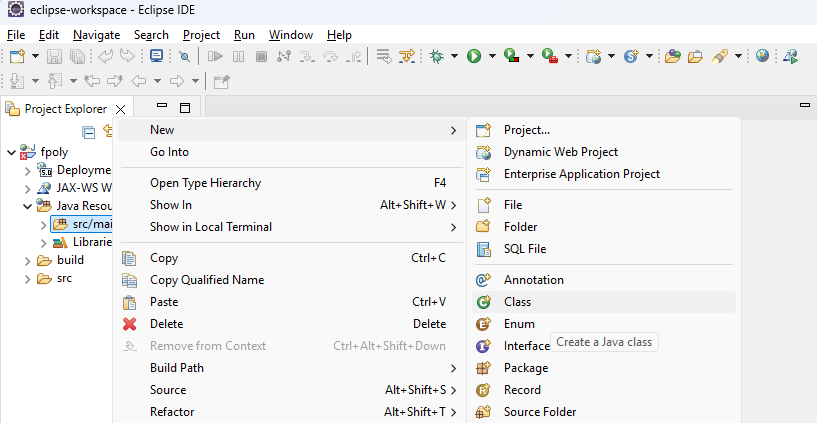 eclipse-workspace - Eclipse IDE
File Edit Navigate Search Project Run Window Help
Project Explorer
fpoly
5.0 Deployme
JAX-WS W
Java Resou
src/mai
Librarie
build
src
New
Go Into
Open Type Hierarchy F4
Show In Alt+Shift+W
Show in Local Terminal
Copy Ctrl+C
Copy Qualified Name
Paste Ctrl+V
Delete Delete
Remove from Context Ctrl+Alt+Shift+Down
Build Path
Source Alt+Shift+S
Refactor Alt+Shift+T
Project...
Dynamic Web Project
Enterprise Application Project
File
Folder
SQL File
Annotation
Class
Enum
Interface
Create a Java class
Package
Record
Source Folder